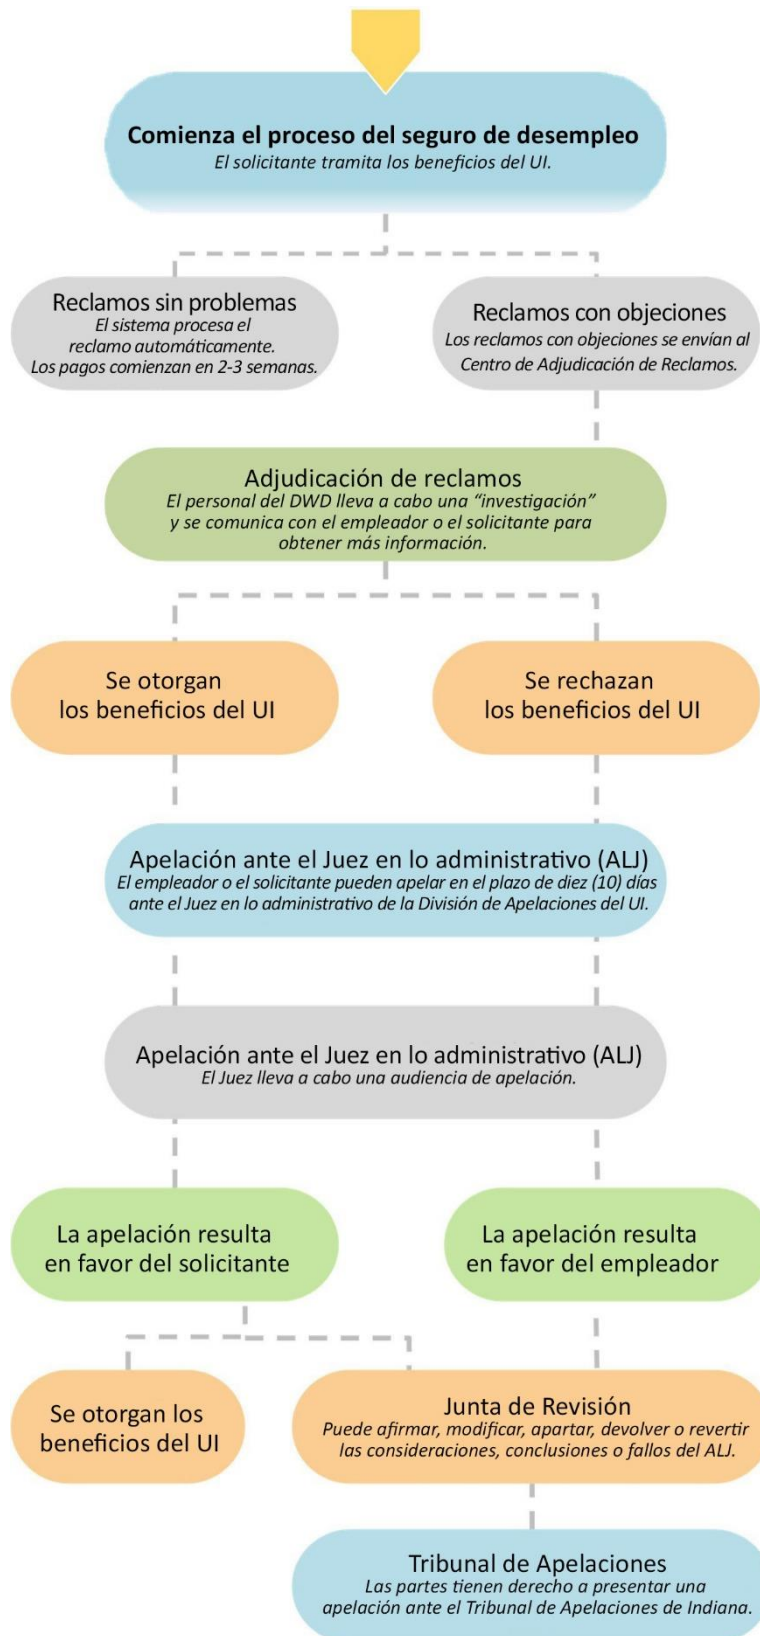 Comienza el proceso del seguro de desempleo
El solicitante tramita los beneficios del UI.
Reclamos sin problemas
El sistema procesa el
reclamo automáticamente.
Los pagos comienzan en 2-3 semanas.
Reclamos con objeciones
Los reclamos con objeciones se envían al
Centro de Adjudicación de Reclamos.
Adjudicación de reclamos
El personal del DWD lleva a cabo una “investigación”
y se comunica con el empleador o el solicitante para
obtener más información.
Se otorgan
los beneficios del UI
Se rechazan
los beneficios del UI
Apelación ante el Juez en lo administrativo (ALJ)
El empleador o el solicitante pueden apelar en el plazo de diez (10) días
ante el Juez en lo administrativo de la División de Apelaciones del UI.
Apelación ante el Juez en lo administrativo (ALJ)
El Juez lleva a cabo una audiencia de apelación.
La apelación resulta
en favor del solicitante
La apelación resulta
en favor del empleador
Se otorgan los
beneficios del UI
Junta de Revisión
Puede afirmar, modificar, apartar, devolver o revertir
las consideraciones, conclusiones o fallos del ALJ.
Tribunal de Apelaciones
Las partes tienen derecho a presentar una
apelación ante el Tribunal de Apelaciones de Indiana.